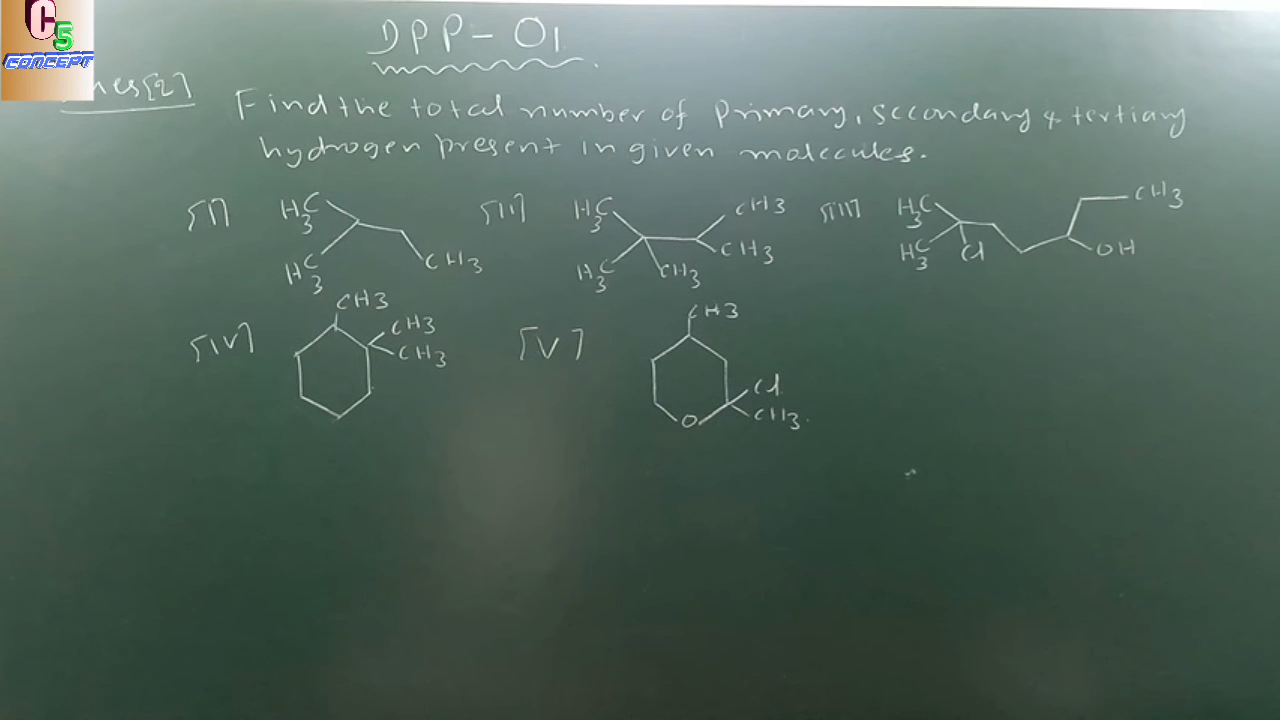 C5
CONCEPT
DPP-01
Find the total number of primary, secondary & tertiary
hydrogen present in given molecules.
[I] H3C H3C CH3
[II] H3C H3C CH3 CH3 CH3
[III] H3C H3C Cl OH CH3
[IV] CH3 CH3 CH3
[V] CH3 Cl CH3 O